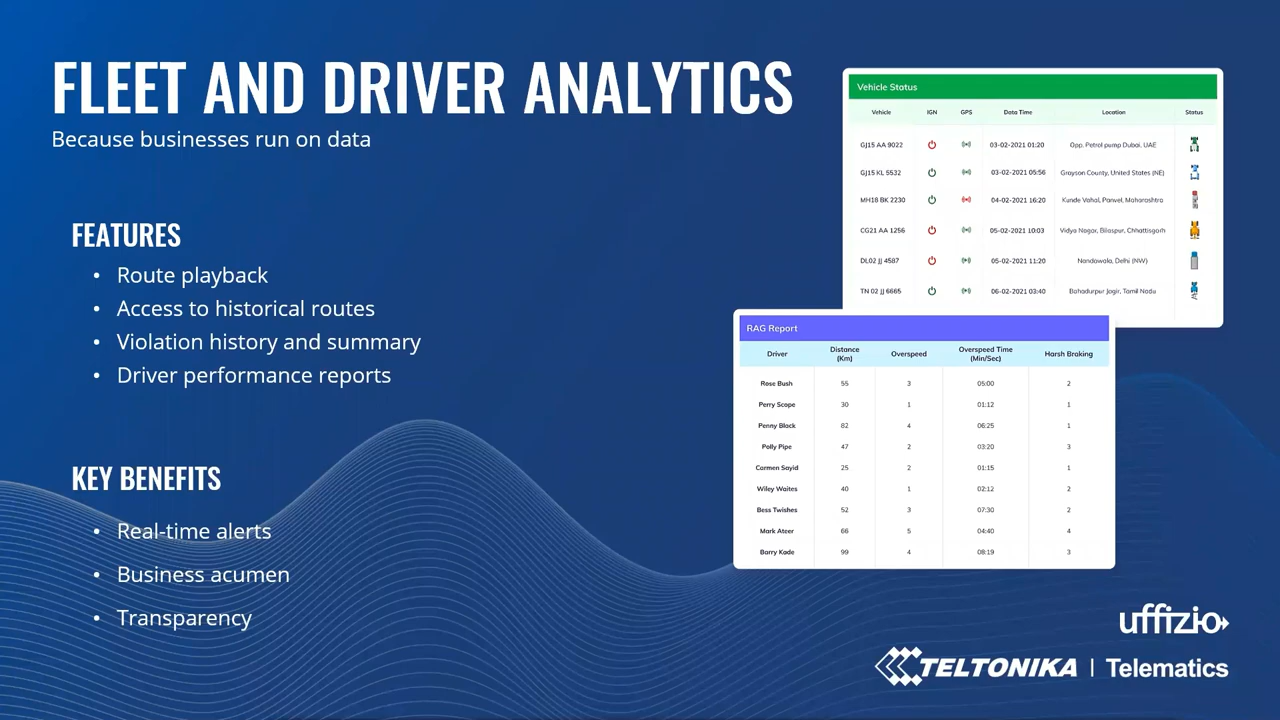 FLEET AND DRIVER ANALYTICS
Because businesses run on data
FEATURES
• Route playback
• Access to historical routes
• Violation history and summary
• Driver performance reports
KEY BENEFITS
• Real-time alerts
• Business acumen
• Transparency
Vehicle Status
Vehicle IGN GPS Data Time Location Status
GJ15 AA 9022 03-02-2021 01:20 Opp. Petrol pump Dubai, UAE
GJ15 KL 5532 03-02-2021 05:56 Grayson County, United States (NE)
MH18 BK 2230 04-02-2021 16:20 Kunde Vahal, Panvel, Maharashtra
CG21 AA 1256 05-02-2021 10:03 Vidya Nagar, Bilaspur, Chhattisgarh
DL02 JJ 4587 05-02-2021 11:20 Nandawala, Delhi (NW)
TN 02 JJ 6665 06-02-2021 03:40 Bahadurpur Jagir, Tamil Nadu
RAG Report
Driver Distance (Km) Overspeed Overspeed Time (Min/Sec) Harsh Braking
Rose Bush 55 3 05:00 2
Perry Scope 30 1 01:12 1
Penny Black 82 4 06:25 1
Polly Pipe 47 2 03:20 3
Carmen Sayid 25 2 01:15 1
Wiley Waites 40 1 02:12 2
Bess Twishes 52 3 07:30 2
Mark Ateer 66 5 04:40 4
Barry Kade 99 4 08:19 3
uffizio
TELTONIKA | Telematics